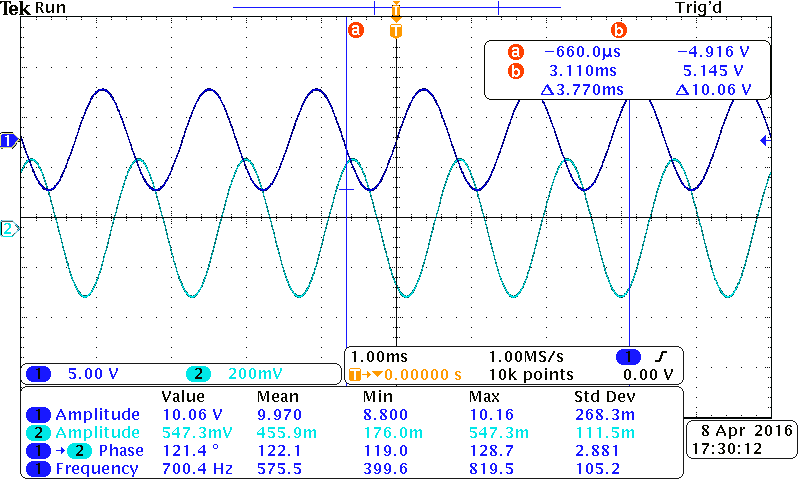 Tek Run Trig'd
a b
T
a −660.0µs −4.916 V
b 3.110ms 5.145 V
Δ3.770ms Δ10.06 V
1
2
1 5.00 V 2 200mV
1.00ms 1.00MS/s 1
T→▼0.00000 s 10k points 0.00 V
Value Mean Min Max Std Dev
1 Amplitude 10.06 V 9.970 8.800 10.16 268.3m
2 Amplitude 547.3mV 455.9m 176.0m 547.3m 111.5m
1 → 2 Phase 121.4 ° 122.1 119.0 128.7 2.881
1 Frequency 700.4 Hz 575.5 399.6 819.5 105.2
8 Apr 2016
17:30:12